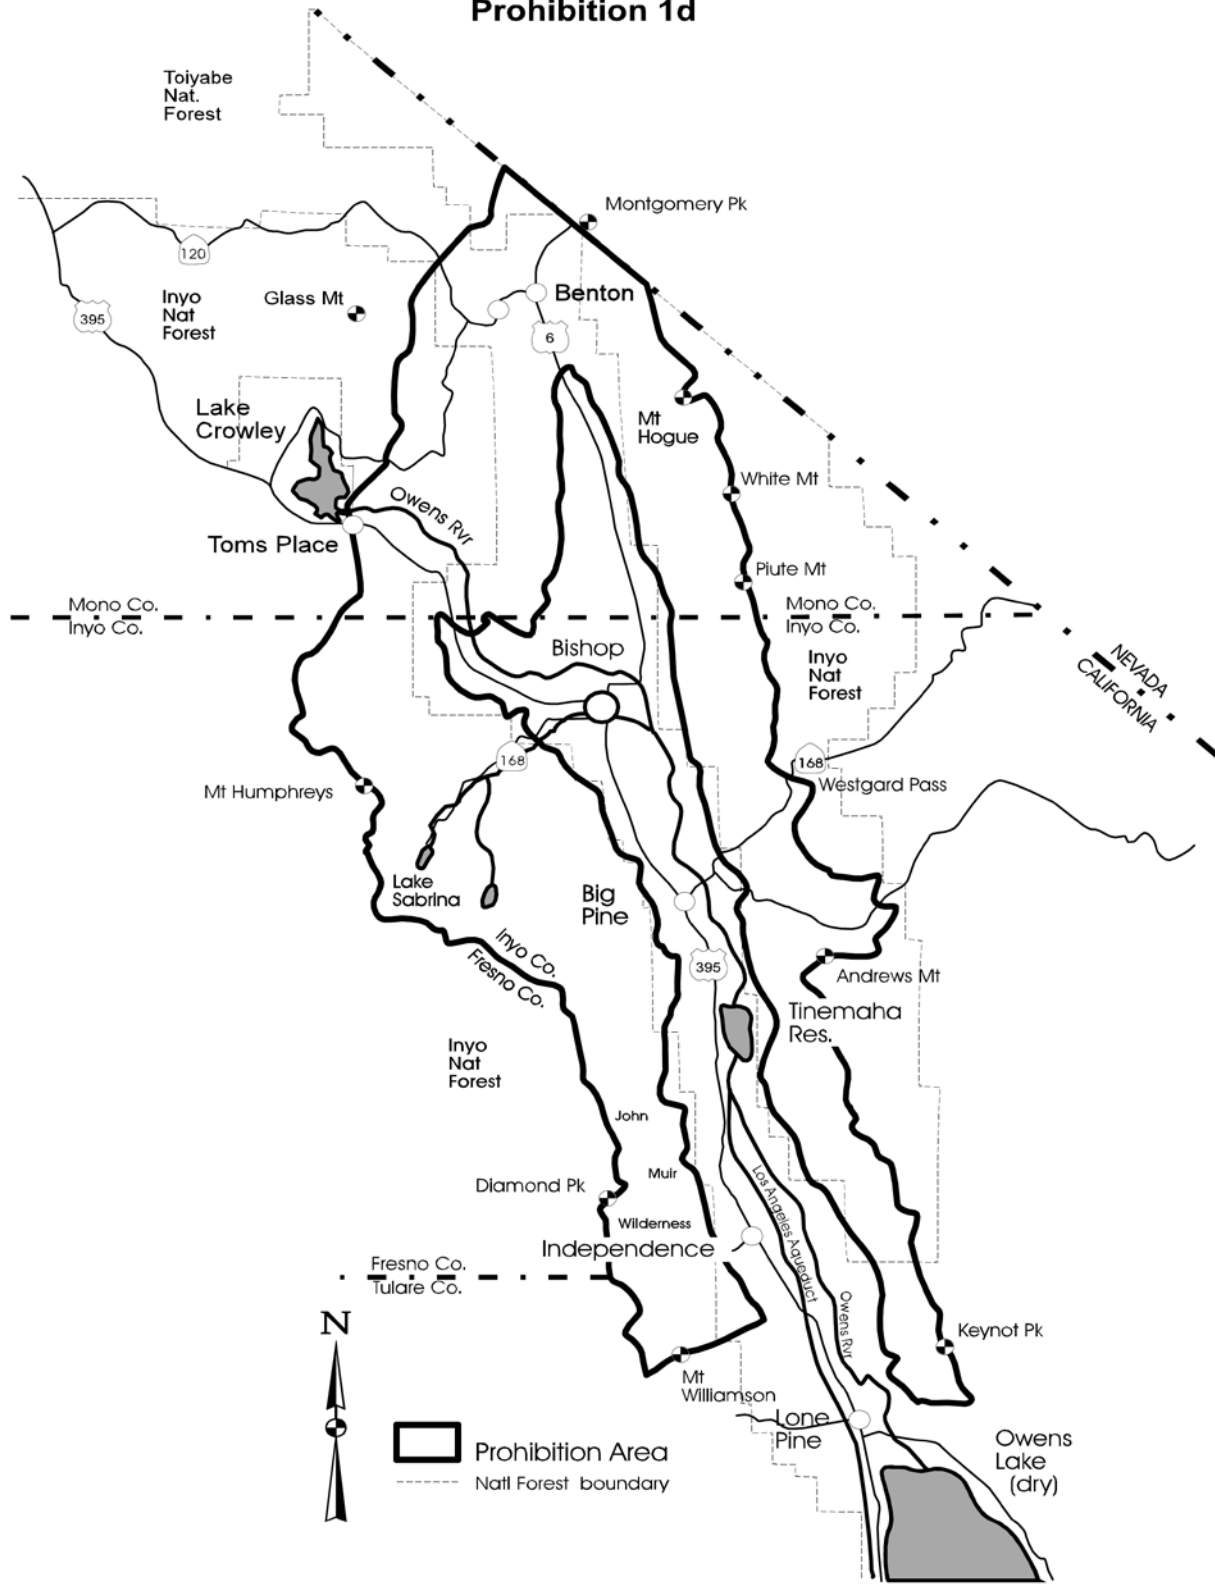 Prohibition 1d
Toiyabe
Nat.
Forest
Montgomery Pk
120
Benton
Glass Mt
Inyo
Nat
Forest
395
6
Lake
Crowley
Mt
Hogue
White Mt
Owens Rvr
Toms Place
Piute Mt
Mono Co.
Inyo Co.
Mono Co.
Inyo Co.
Bishop
Inyo
Nat
Forest
NEVADA
CALIFORNIA
168
168
Westgard Pass
Mt Humphreys
Lake
Sabrina
Big
Pine
Inyo Co.
Fresno Co.
395
Andrews Mt
Tinemaha
Res.
Inyo
Nat
Forest
John
Muir
Wilderness
Diamond Pk
Los Angeles Aqueduct
Independence
Fresno Co.
Tulare Co.
Owens Rvr
N
Keynot Pk
Mt
Williamson
Lone
Pine
Prohibition Area
Natl Forest boundary
Owens
Lake
(dry)